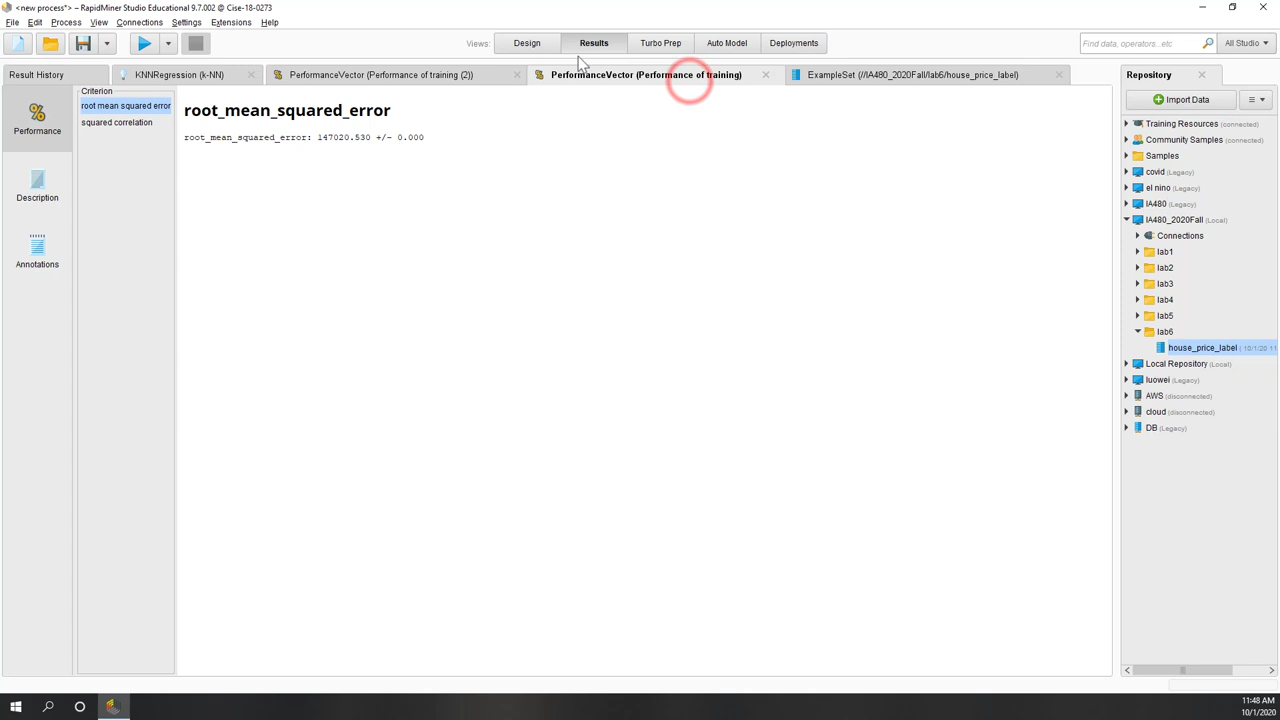 <new process*> – RapidMiner Studio Educational 9.7.002 @ Cise-18-0273
File Edit Process View Connections Settings Extensions Help
Views: Design Results Turbo Prep Auto Model Deployments
Find data, operators...etc All Studio
Result History KNNRegression (k-NN) PerformanceVector (Performance of training (2)) PerformanceVector (Performance of training) ExampleSet (//IA480_2020Fall/lab6/house_price_label) Repository
Criterion
root mean squared error
squared correlation
Performance
Description
Annotations
root_mean_squared_error
root_mean_squared_error: 147020.530 +/- 0.000
Import Data
Training Resources (connected)
Community Samples (connected)
Samples
covid (Legacy)
el nino (Legacy)
IA480 (Legacy)
IA480_2020Fall (Local)
Connections
lab1
lab2
lab3
lab4
lab5
lab6
house_price_label ( 10/1/20 11
Local Repository (Local)
luowei (Legacy)
AWS (disconnected)
cloud (disconnected)
DB (Legacy)
11:48 AM
10/1/2020